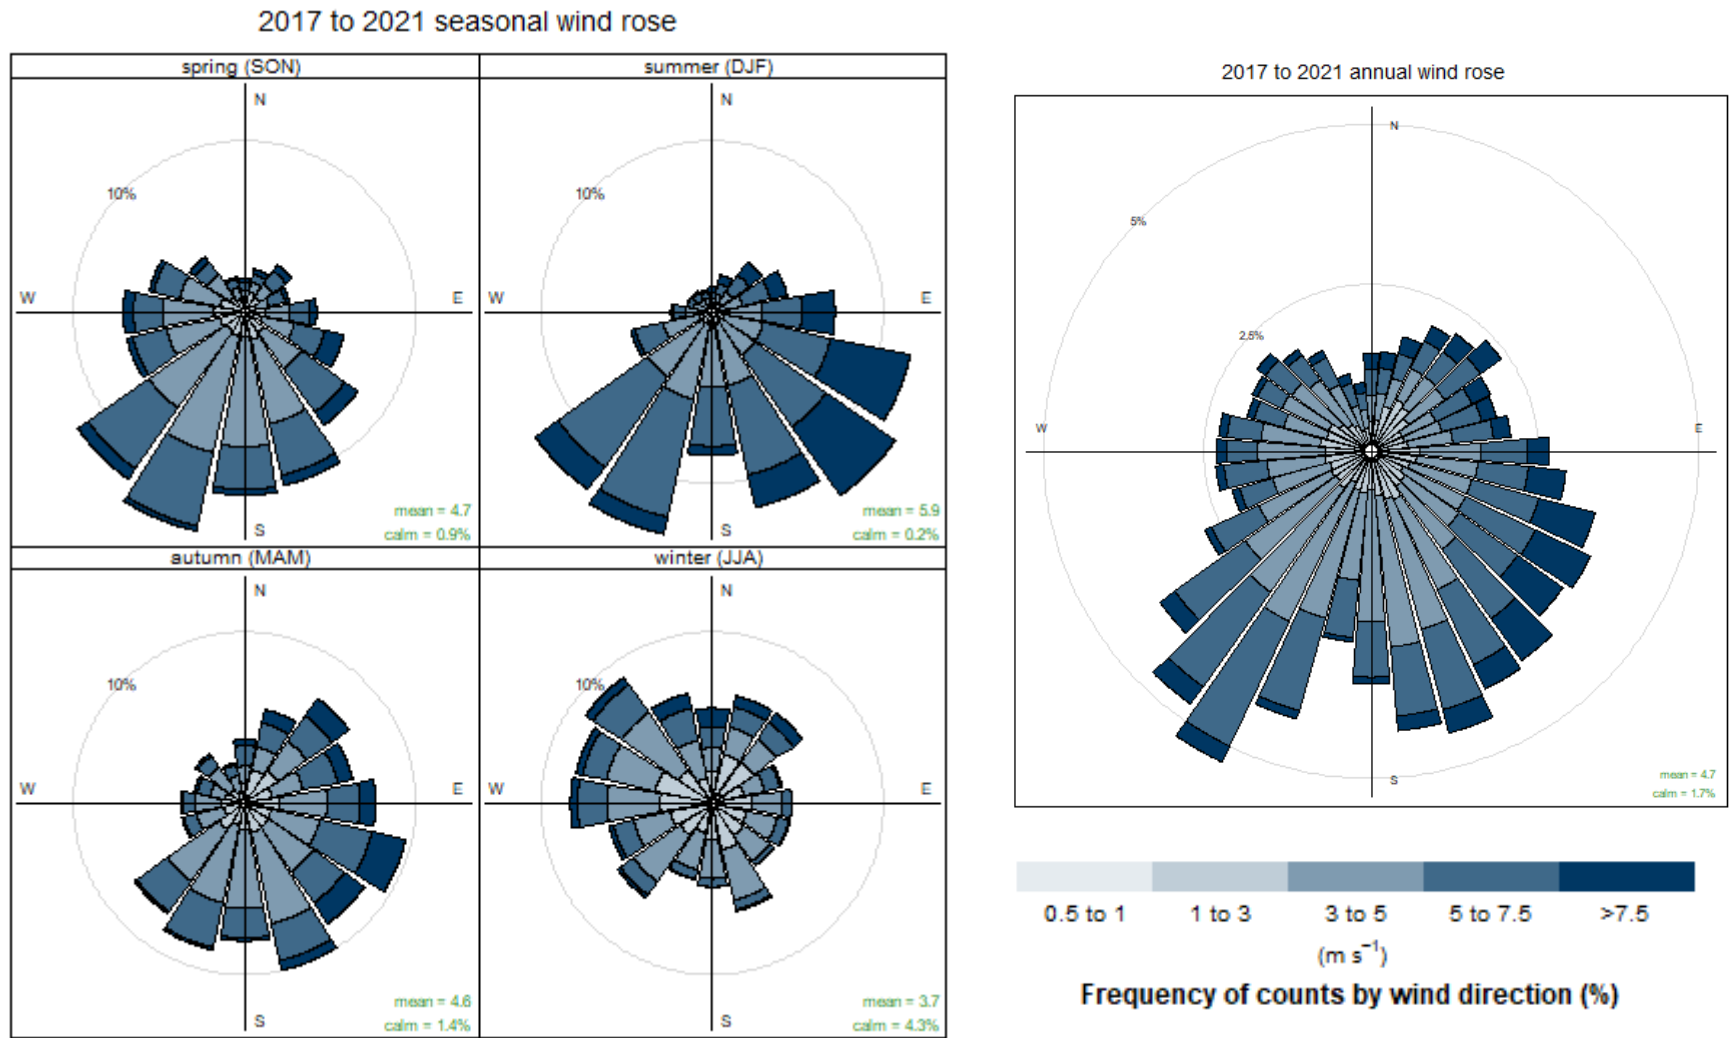 2017 to 2021 seasonal wind rose
spring (SON)
N
10%
W
E
S
mean = 4.7
calm = 0.9%
summer (DJF)
N
10%
W
E
S
mean = 5.9
calm = 0.2%
autumn (MAM)
N
10%
W
E
S
mean = 4.6
calm = 1.4%
winter (JJA)
N
10%
W
E
S
mean = 3.7
calm = 4.3%
2017 to 2021 annual wind rose
N
5%
2.5%
W
E
S
mean = 4.7
calm = 1.7%
0.5 to 1 1 to 3 3 to 5 5 to 7.5 >7.5
(m s⁻¹)
Frequency of counts by wind direction (%)